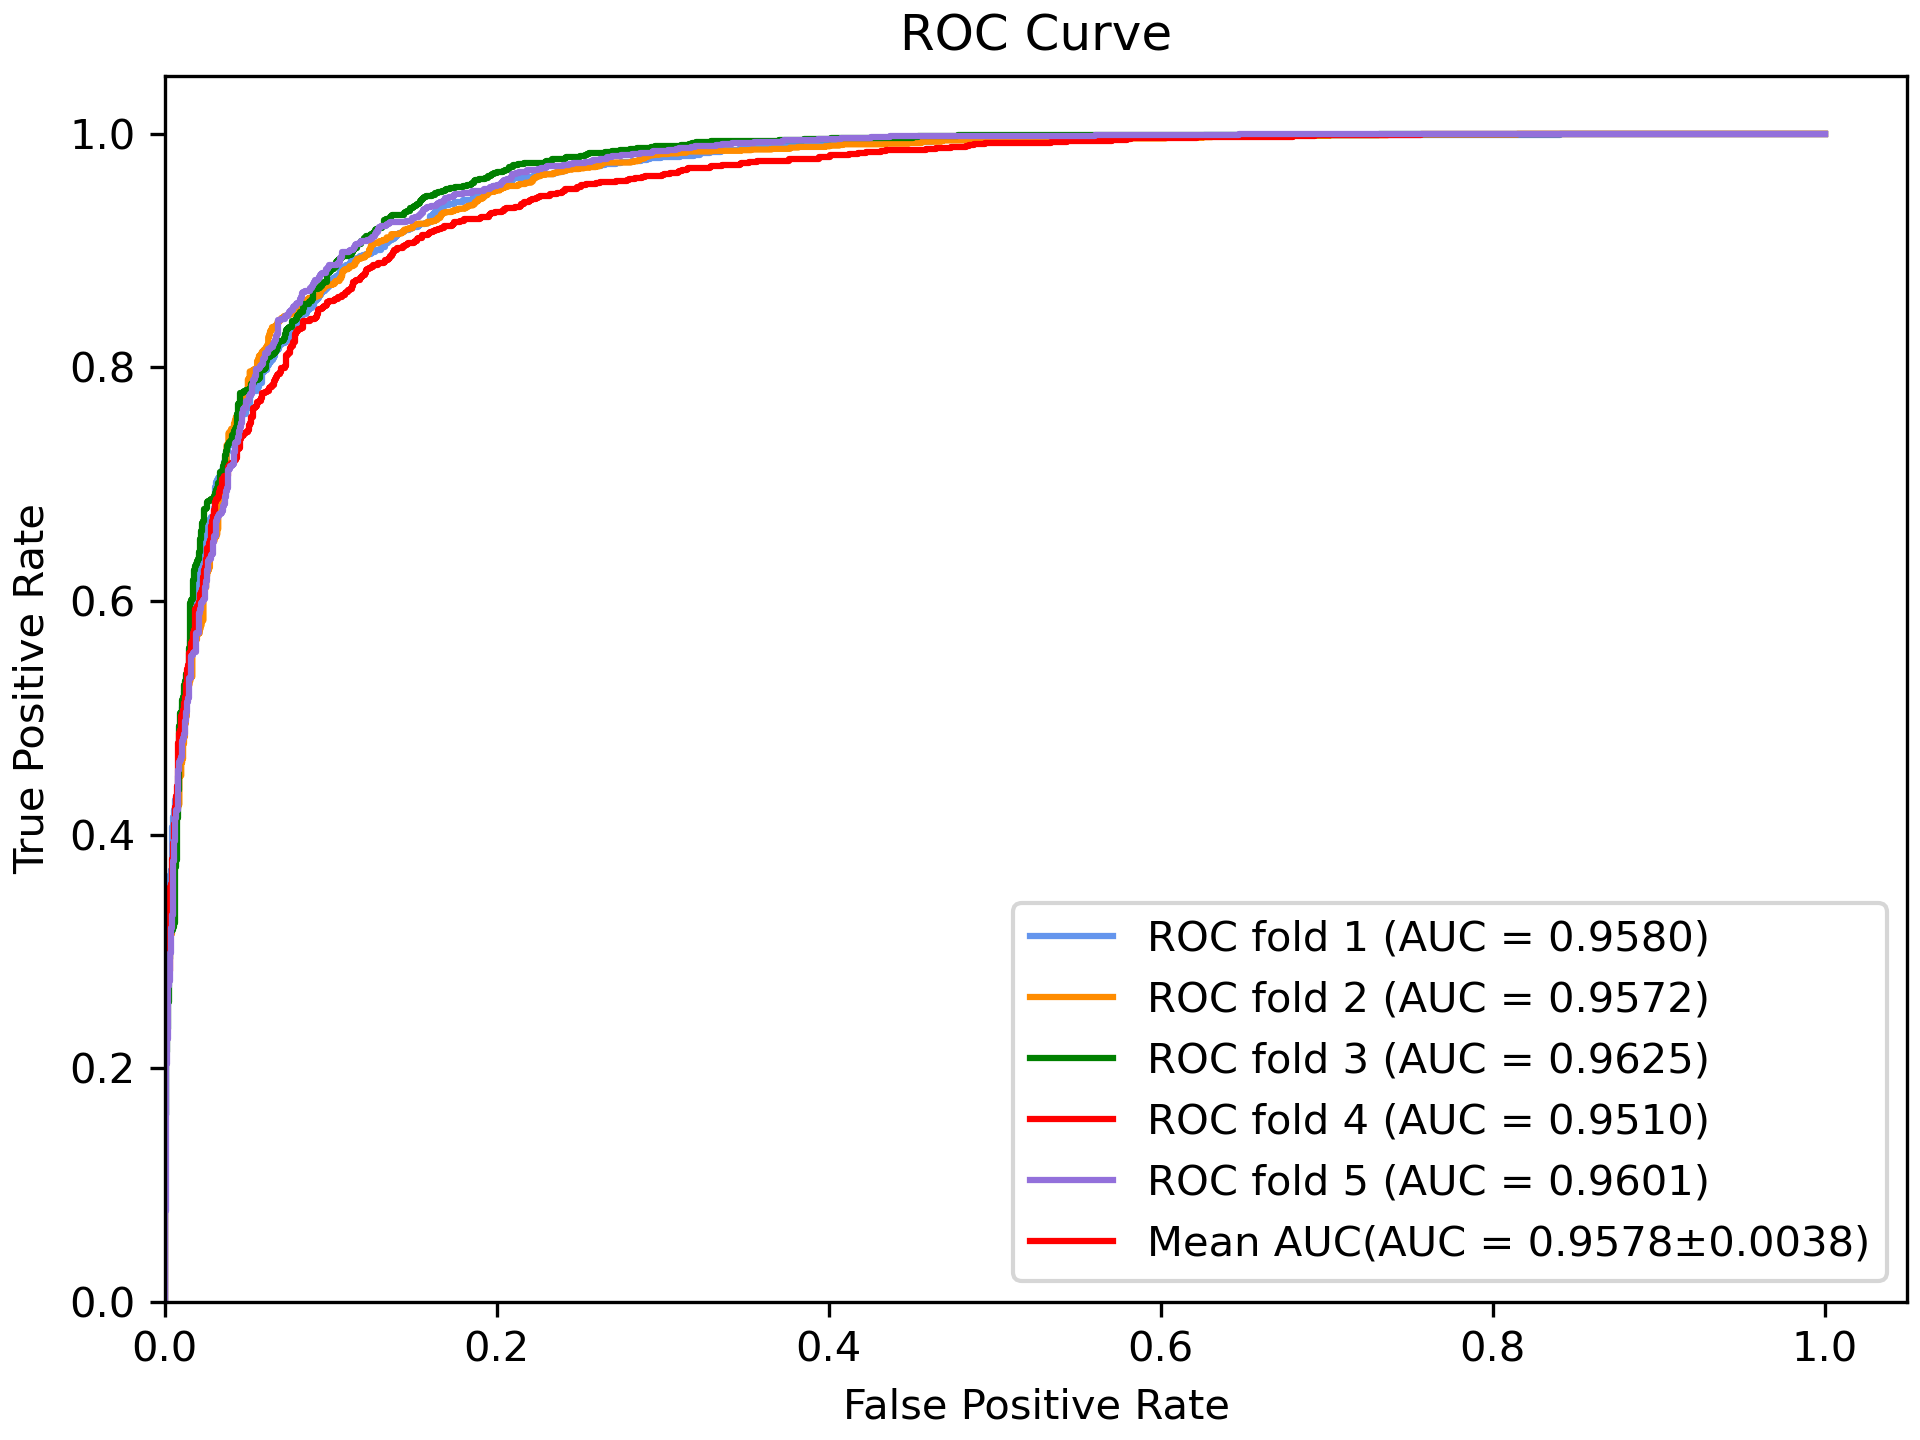 ROC Curve
1.0
0.8
0.6
0.4
0.2
0.0
True Positive Rate
ROC fold 1 (AUC = 0.9580)
ROC fold 2 (AUC = 0.9572)
ROC fold 3 (AUC = 0.9625)
ROC fold 4 (AUC = 0.9510)
ROC fold 5 (AUC = 0.9601)
Mean AUC(AUC = 0.9578±0.0038)
0.0 0.2 0.4 0.6 0.8 1.0
False Positive Rate